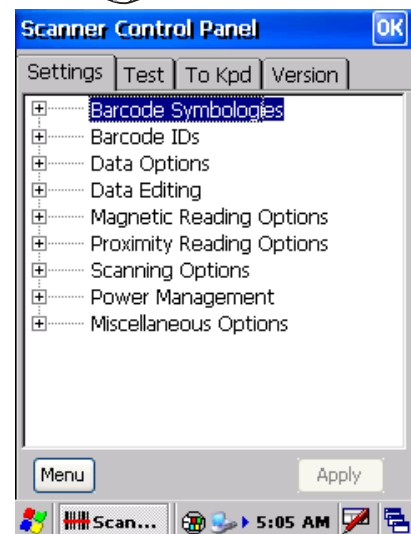 Scanner Control Panel OK
Settings Test To Kpd Version
Barcode Symbologies
Barcode IDs
Data Options
Data Editing
Magnetic Reading Options
Proximity Reading Options
Scanning Options
Power Management
Miscellaneous Options
Menu Apply
Scan... 5:05 AM